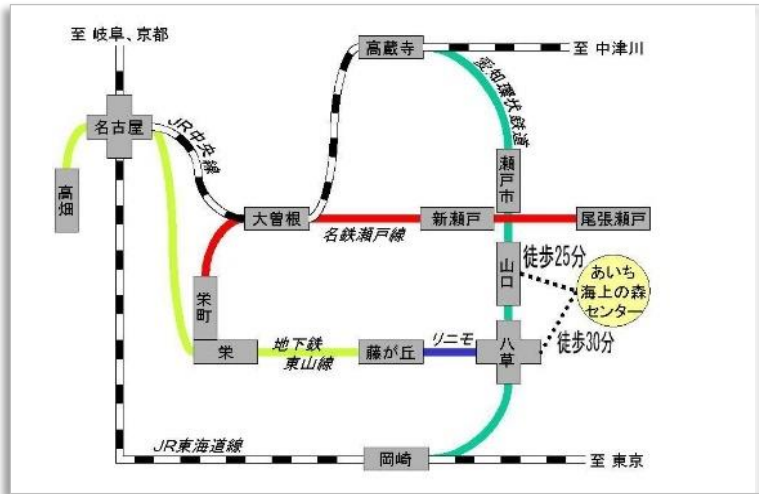 至 岐阜、京都
高蔵寺
至 中津川
愛知環状鉄道
名古屋
JR中央線
高畑
瀬戸市
大曽根
新瀬戸
尾張瀬戸
名鉄瀬戸線
山口
徒歩25分
あいち
海上の森
センター
栄町
栄
地下鉄
東山線
藤が丘
リニモ
八草
徒歩30分
JR東海道線
岡崎
至 東京